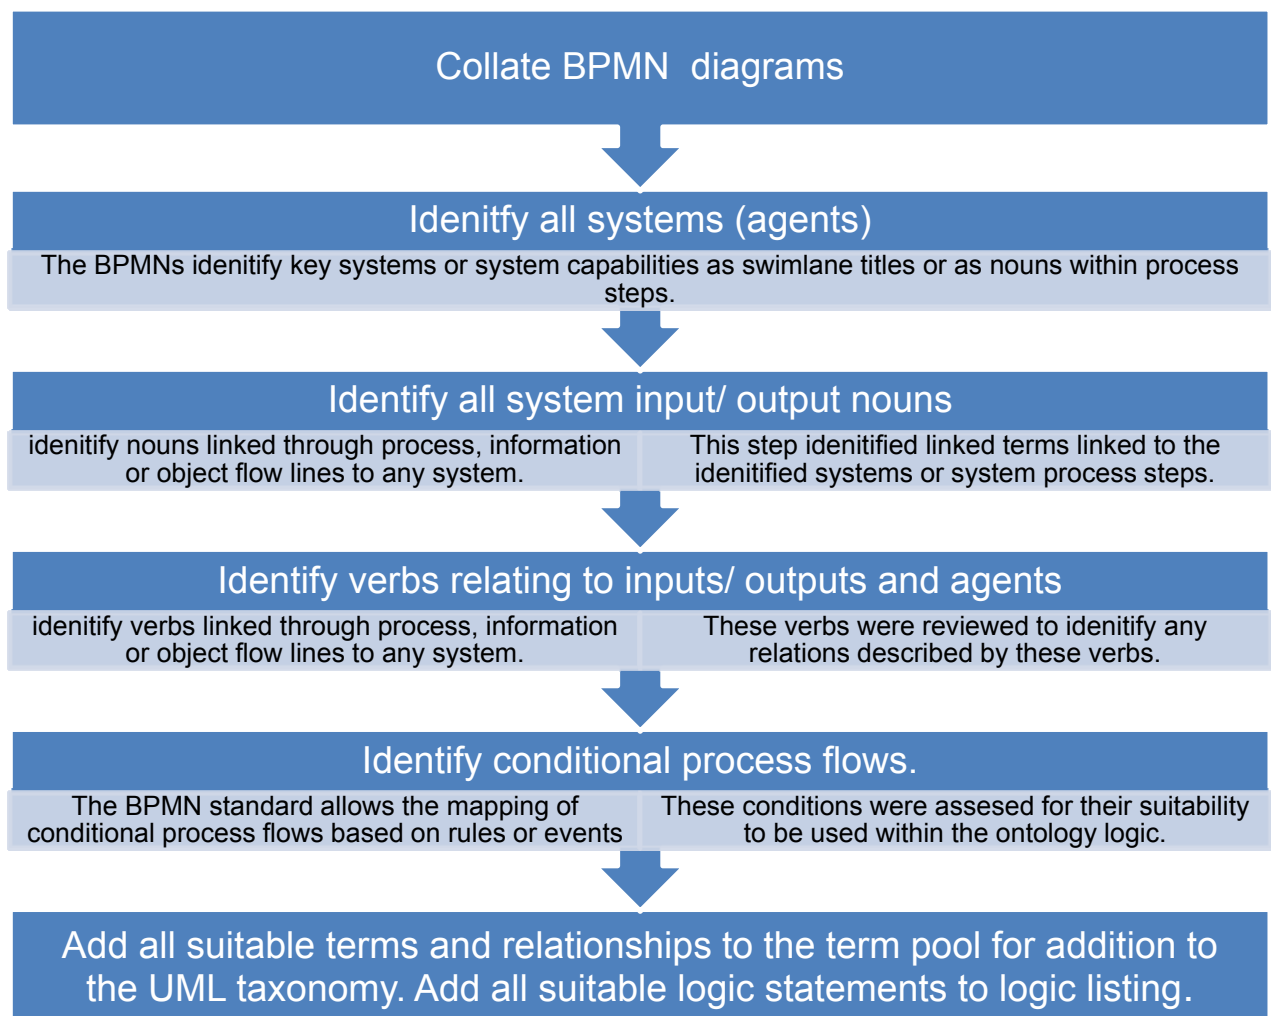 Collate BPMN  diagrams
Idenitfy all systems (agents)
The BPMNs idenitify key systems or system capabilities as swimlane titles or as nouns within process
steps.
Identify all system input/ output nouns
idenitify nouns linked through process, information
or object flow lines to any system.
This step idenitified linked terms linked to the
idenitified systems or system process steps.
Identify verbs relating to inputs/ outputs and agents
idenitify verbs linked through process, information
or object flow lines to any system.
These verbs were reviewed to idenitify any
relations described by these verbs.
Identify conditional process flows.
The BPMN standard allows the mapping of
conditional process flows based on rules or events
These conditions were assesed for their suitability
to be used within the ontology logic.
Add all suitable terms and relationships to the term pool for addition to
the UML taxonomy. Add all suitable logic statements to logic listing.